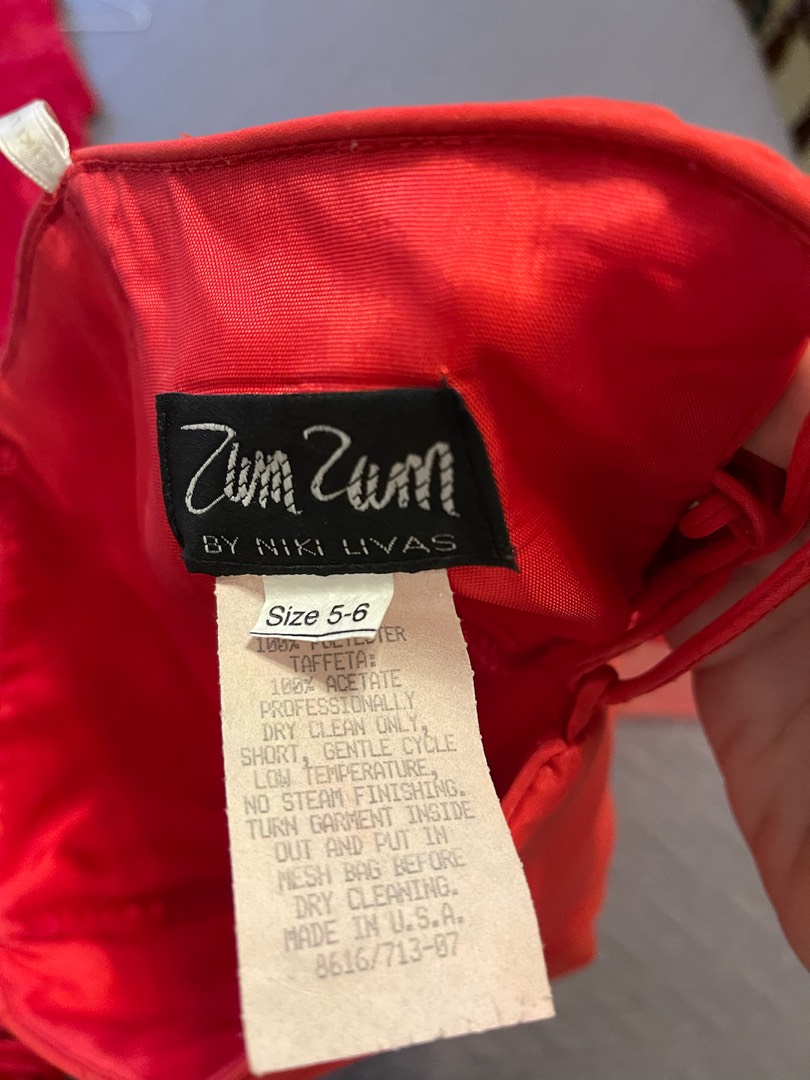 Zum Zum
BY NIKI LIVAS
Size 5-6
100% POLYESTER
TAFFETA:
100% ACETATE
PROFESSIONALLY
DRY CLEAN ONLY,
SHORT, GENTLE CYCLE
LOW TEMPERATURE,
NO STEAM FINISHING.
TURN GARMENT INSIDE
OUT AND PUT IN
MESH BAG BEFORE
DRY CLEANING.
MADE IN U.S.A.
8616/713-07